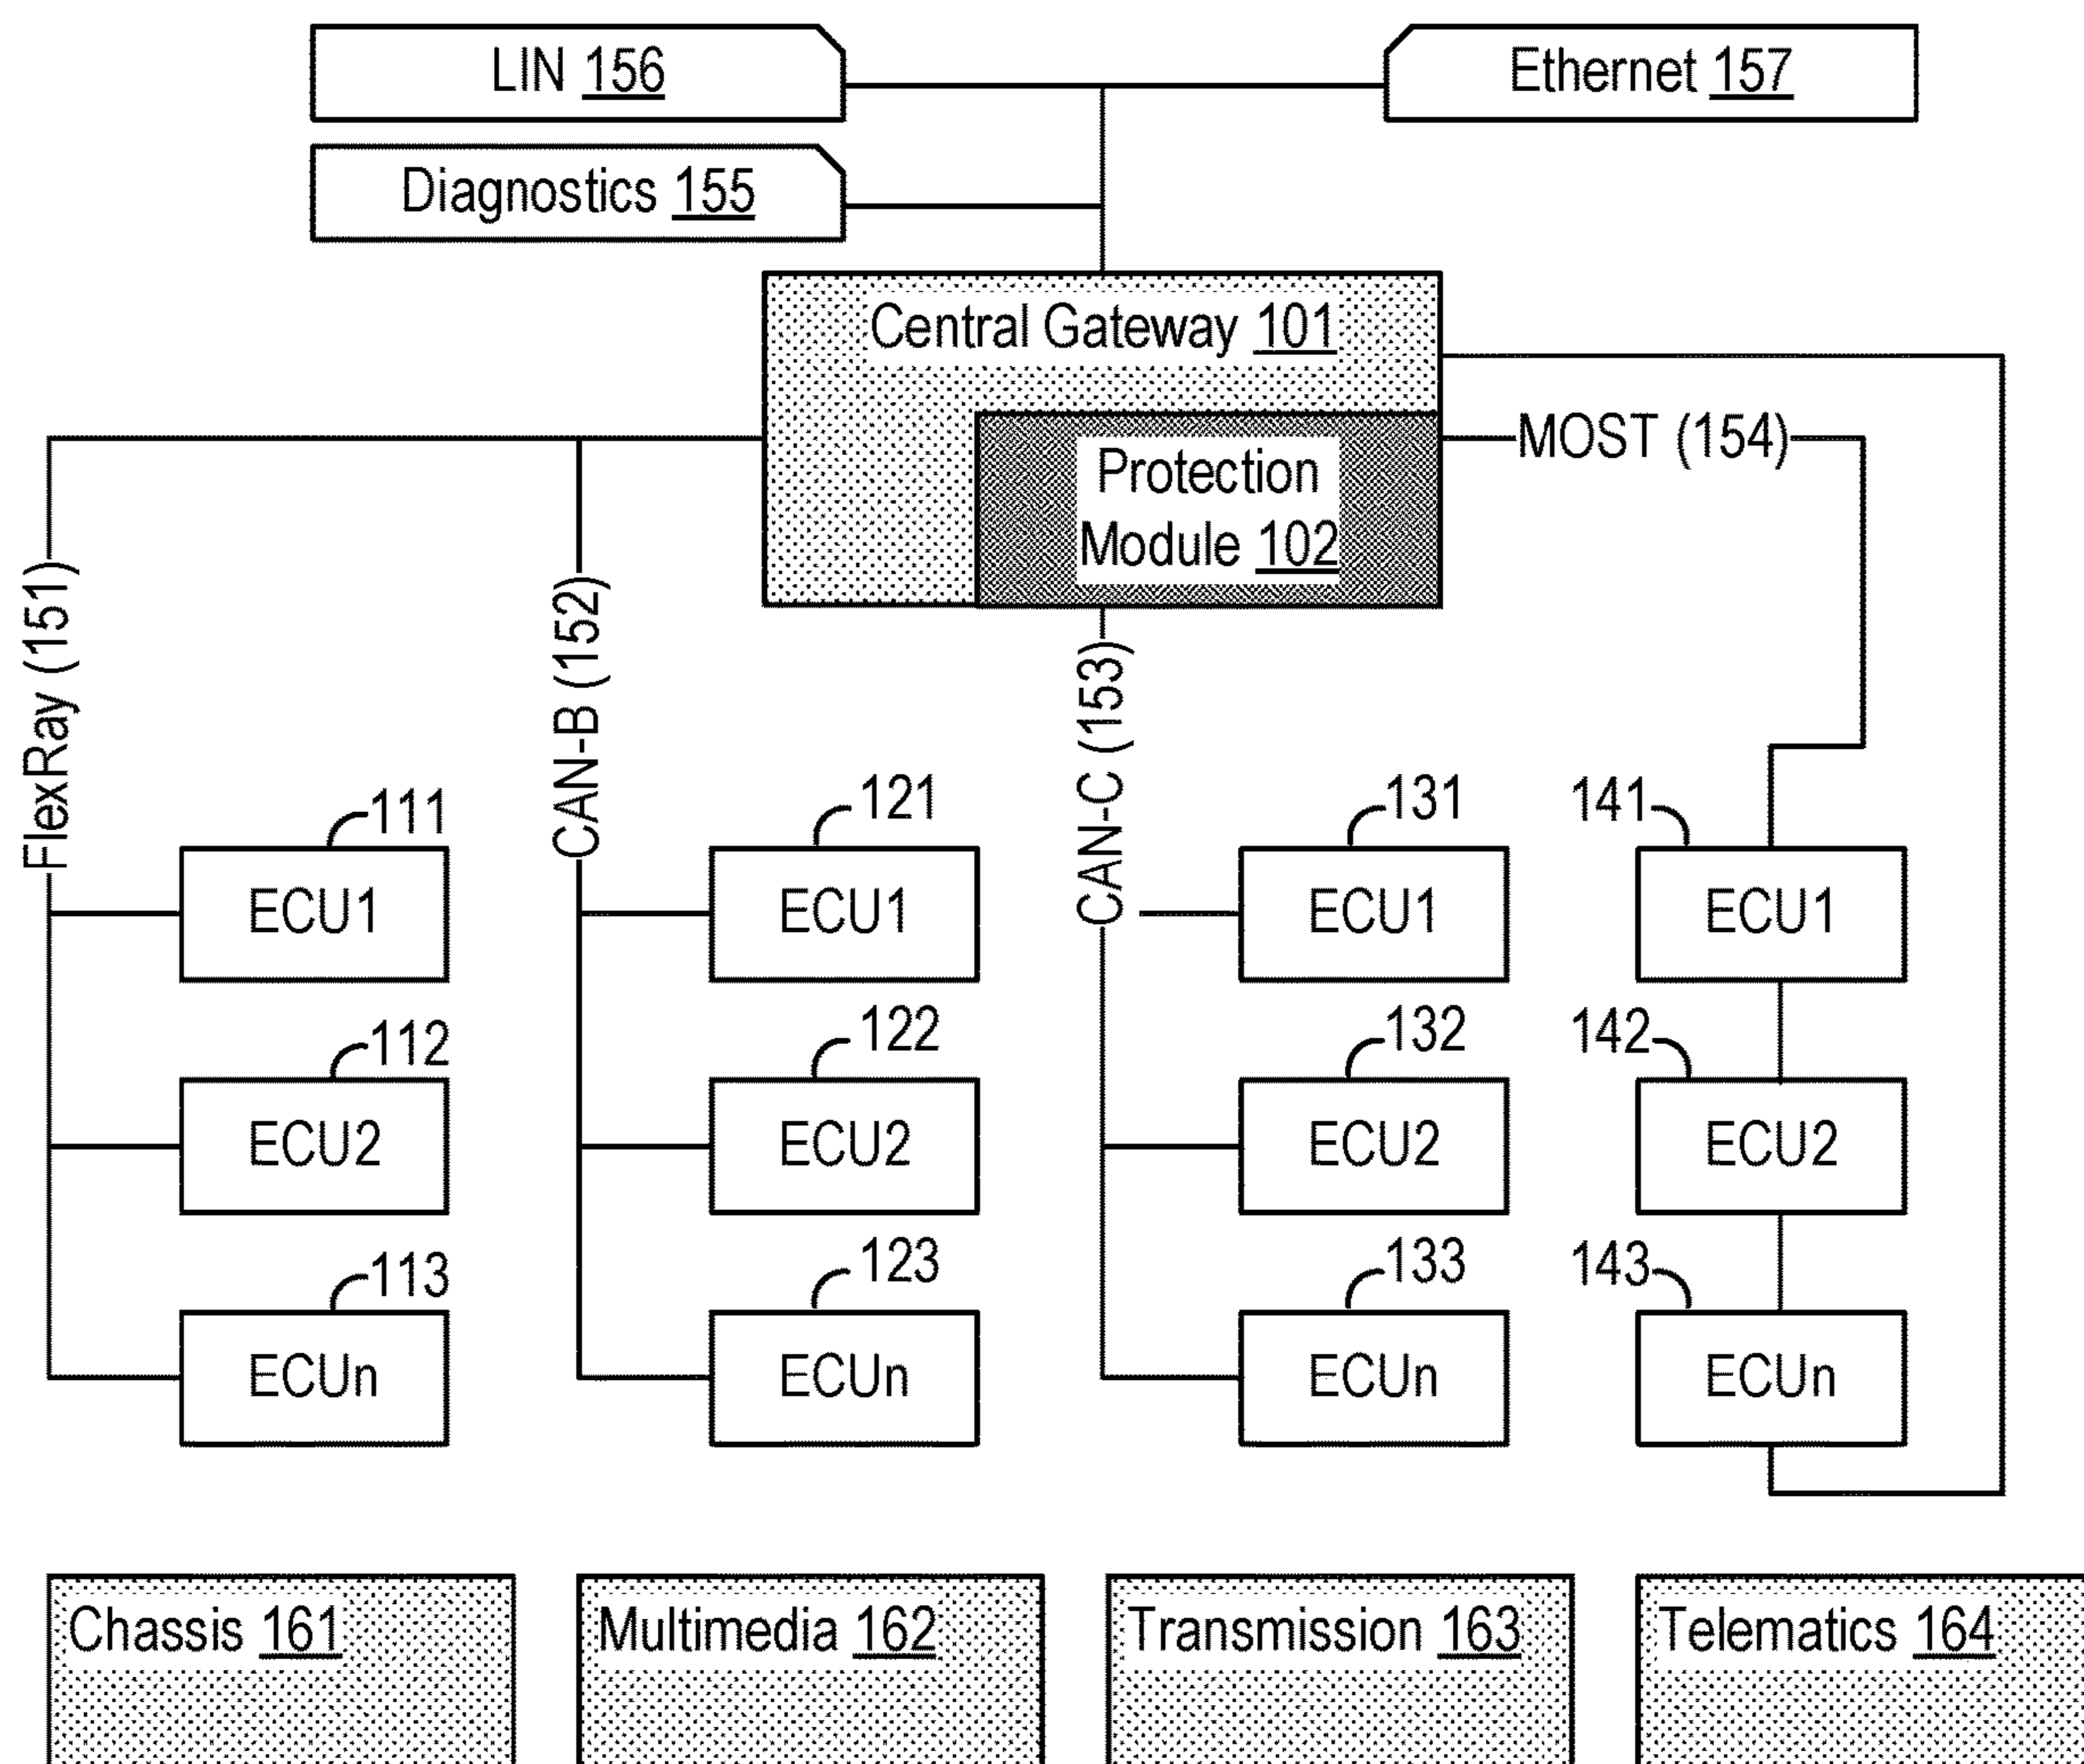 LIN 156
Ethernet 157
Diagnostics 155
Central Gateway 101
Protection
Module 102
MOST (154)
FlexRay (151)
CAN-B (152)
CAN-C (153)
111
121
131
141
ECU1
ECU1
ECU1
ECU1
112
122
132
142
ECU2
ECU2
ECU2
ECU2
113
123
133
143
ECUn
ECUn
ECUn
ECUn
Chassis 161
Multimedia 162
Transmission 163
Telematics 164